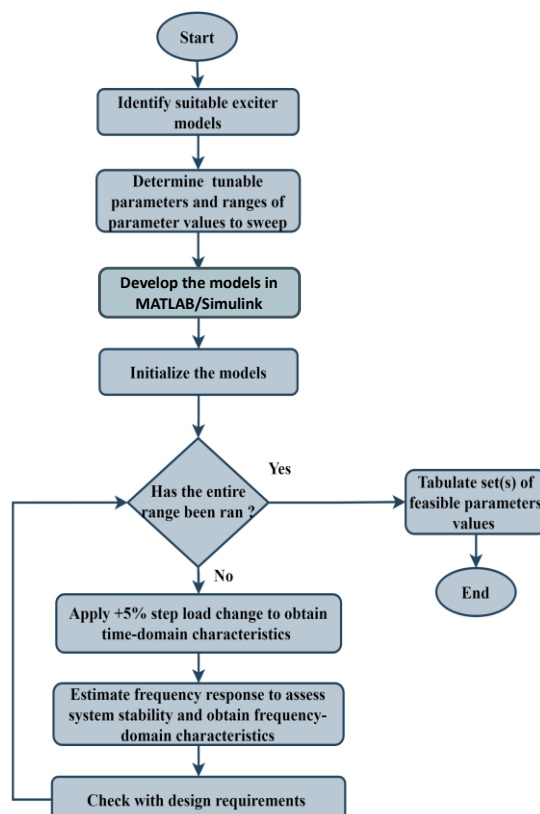 Start
Identify suitable exciter
models
Determine tunable
parameters and ranges of
parameter values to sweep
Develop the models in
MATLAB/Simulink
Initialize the models
Has the entire
range been ran ?
Yes
Tabulate set(s) of
feasible parameters
values
End
No
Apply +5% step load change to obtain
time-domain characteristics
Estimate frequency response to assess
system stability and obtain frequency-
domain characteristics
Check with design requirements